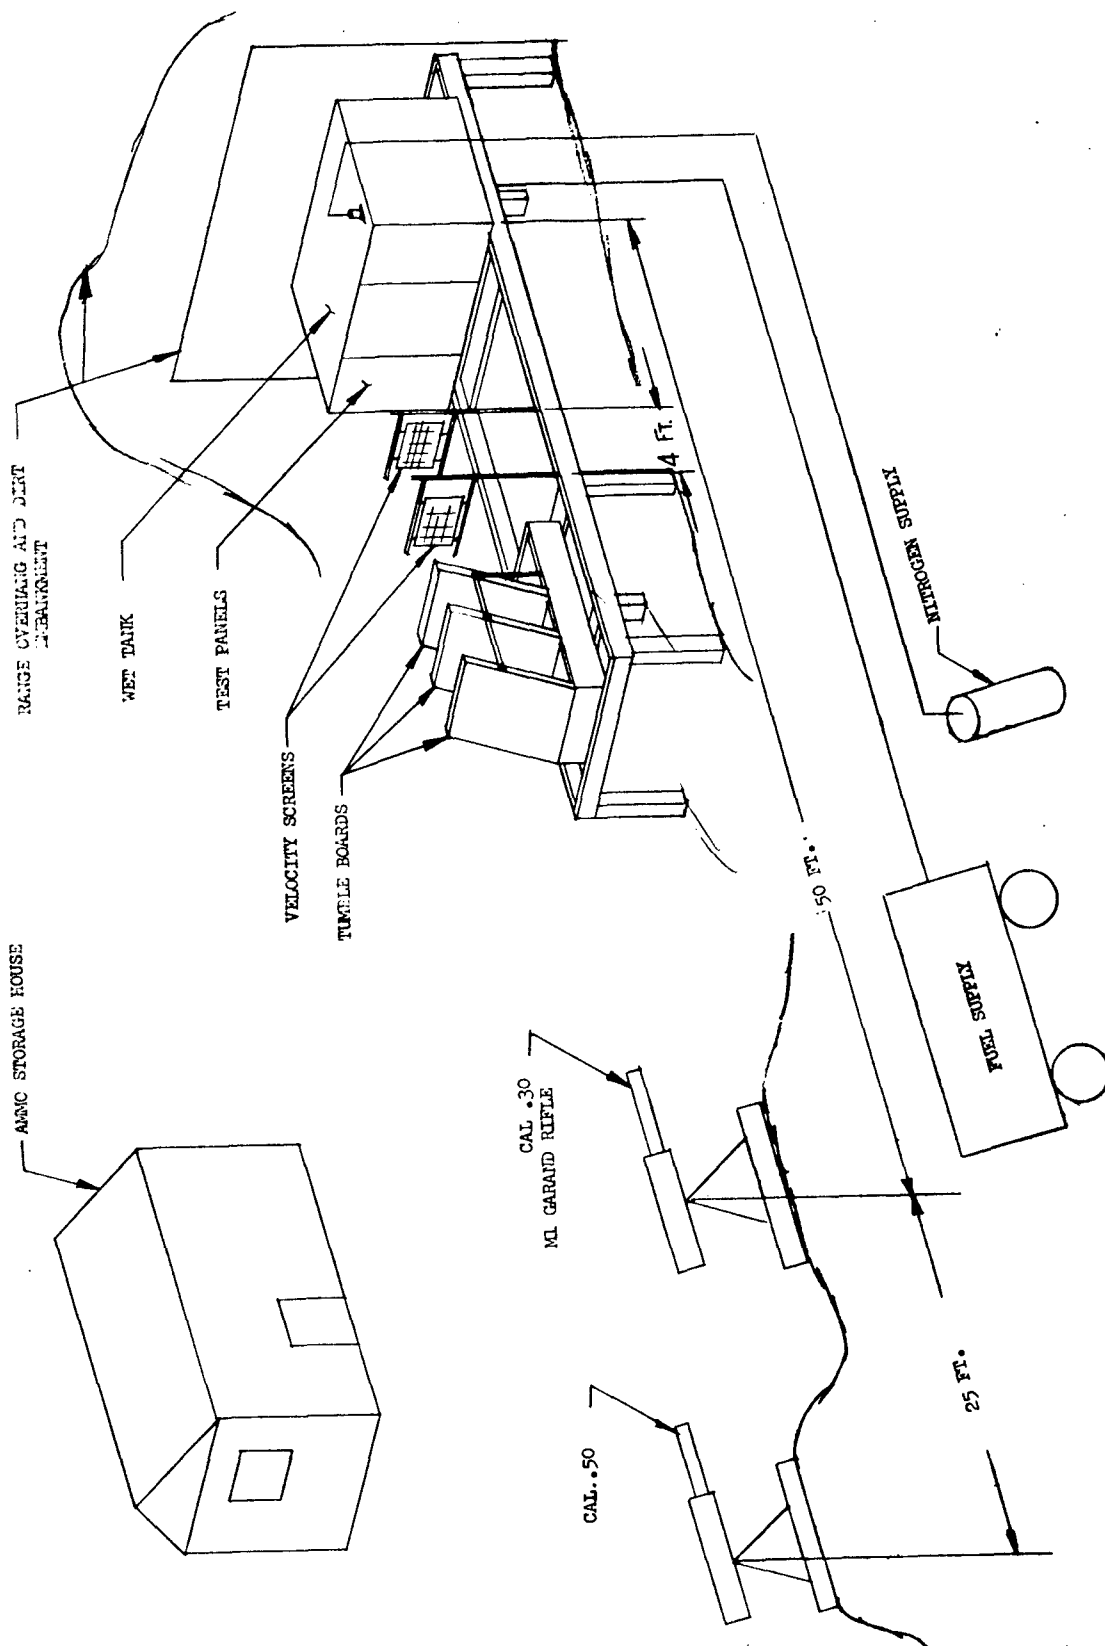 RANGE OVERHANG AND DIRT
EMBANKMENT
WET TANK
TEST PANELS
VELOCITY SCREENS
TUMBLE BOARDS
AMMO STORAGE HOUSE
CAL .30
M1 GARAND RIFLE
CAL..50
4 FT.
50 FT.
25 FT.
NITROGEN SUPPLY
FUEL SUPPLY